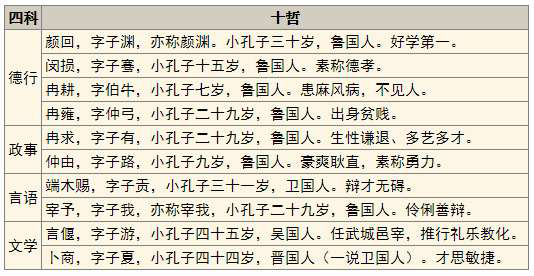 四科 十哲
德行
颜回，字子渊，亦称颜渊。小孔子三十岁，鲁国人。好学第一。
闵损，字子骞，小孔子十五岁，鲁国人。素称德孝。
冉耕，字伯牛，小孔子七岁，鲁国人。患麻风病，不见人。
冉雍，字仲弓，小孔子二十九岁，鲁国人。出身贫贱。
政事
冉求，字子有，小孔子二十九岁，鲁国人。生性谦退、多艺多才。
仲由，字子路，小孔子九岁，鲁国人。豪爽耿直，素称勇力。
言语
端木赐，字子贡，小孔子三十一岁，卫国人。辩才无碍。
宰予，字子我，亦称宰我，小孔子二十九岁，鲁国人。伶俐善辩。
文学
言偃，字子游，小孔子四十五岁，吴国人。任武城邑宰，推行礼乐教化。
卜商，字子夏，小孔子四十四岁，晋国人（一说卫国人）。才思敏捷。